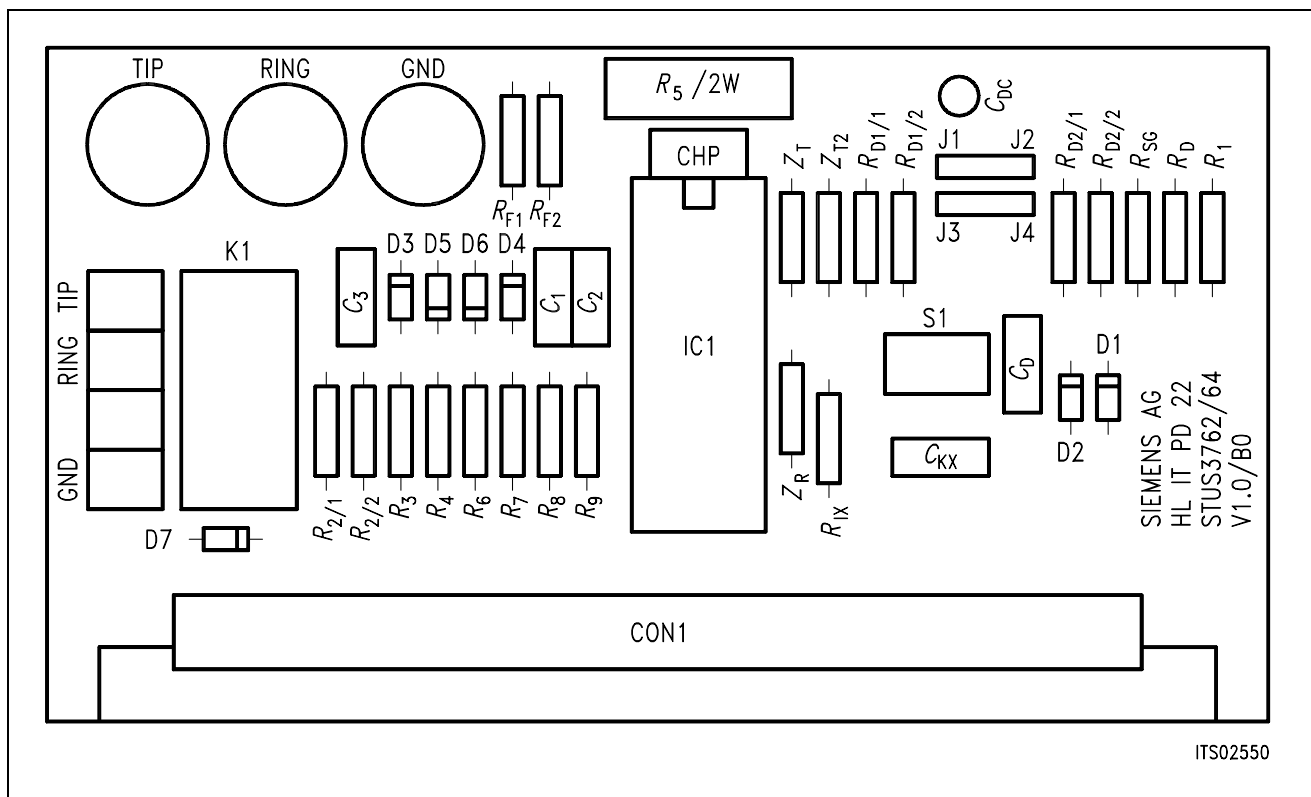 TIP RING GND
R5 /2W
CDC
CHP
ZT ZT2 RD1/1 RD1/2
J1 J2
J3 J4
RD2/1 RD2/2 RSG RD R1
RF1 RF2
K1
D3 D5 D6 D4
C3
C1 C2
TIP
RING
GND
IC1
S1
CD
D1
D2
CKX
ZR
RIX
SIEMENS AG
HL IT PD 22
STUS3762/64
V1.0/B0
R2/1 R2/2 R3 R4 R6 R7 R8 R9
D7
CON1
ITS02550